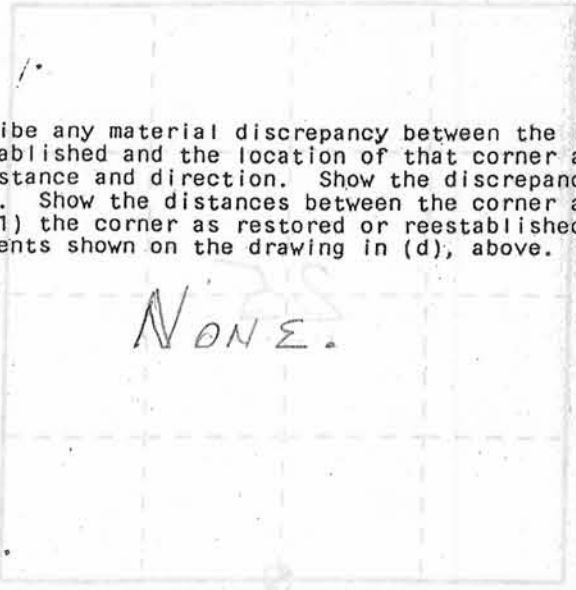 1.
ibe any material discrepancy between the
ablished and the location of that corner a
stance and direction. Show the discrepanc
. Show the distances between the corner a
1) the corner as restored or reestablished
ents shown on the drawing in (d), above.
NONE.